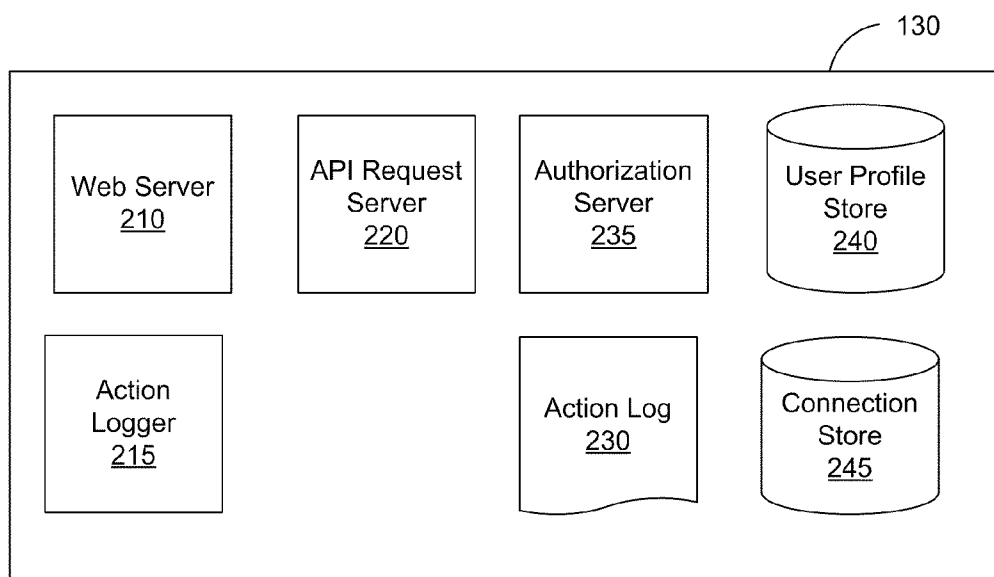 130
Web Server
210
API Request
Server
220
Authorization
Server
235
User Profile
Store
240
Action
Logger
215
Action Log
230
Connection
Store
245